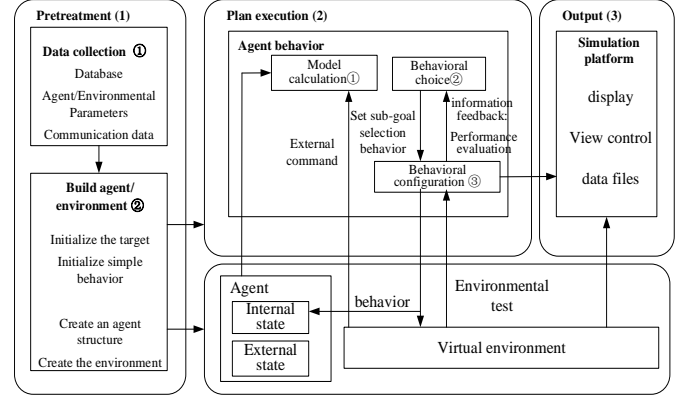 Pretreatment (1)
Data collection ①
Database
Agent/Environmental
Parameters
Communication data
Build agent/
environment ②
Initialize the target
Initialize simple
behavior
Create an agent
structure
Create the environment
Plan execution (2)
Agent behavior
Model
calculation①
Behavioral
choice②
External
command
Set sub-goal
selection
behavior
information
feedback:
Performance
evaluation
Behavioral
configuration ③
Output (3)
Simulation
platform
display
View control
data files
Agent
Internal
state
External
state
behavior
Environmental
test
Virtual environment